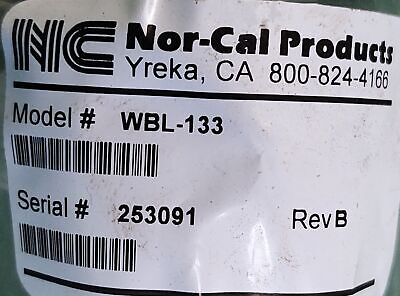 NC Nor-Cal Products
Yreka, CA 800-824-4166
Model # WBL-133
Serial # 253091 Rev B